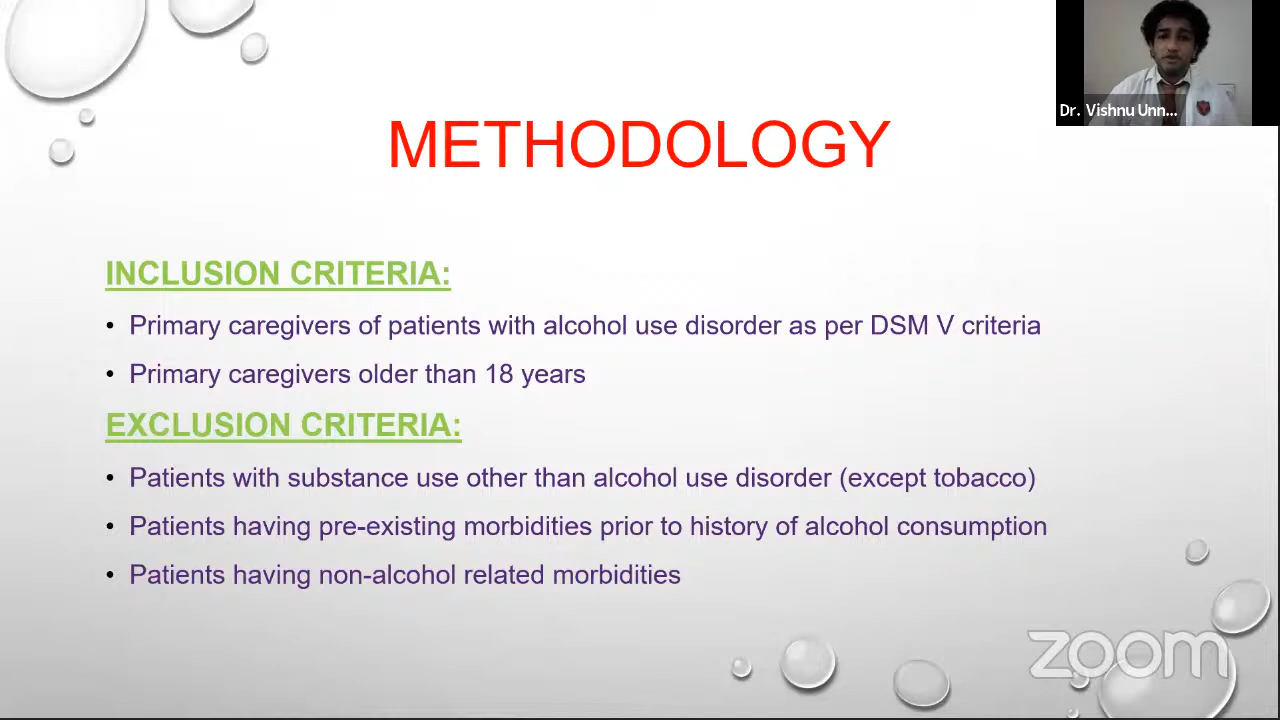 Dr. Vishnu Unn...
METHODOLOGY
INCLUSION CRITERIA:
• Primary caregivers of patients with alcohol use disorder as per DSM V criteria
• Primary caregivers older than 18 years
EXCLUSION CRITERIA:
• Patients with substance use other than alcohol use disorder (except tobacco)
• Patients having pre-existing morbidities prior to history of alcohol consumption
• Patients having non-alcohol related morbidities
zoom